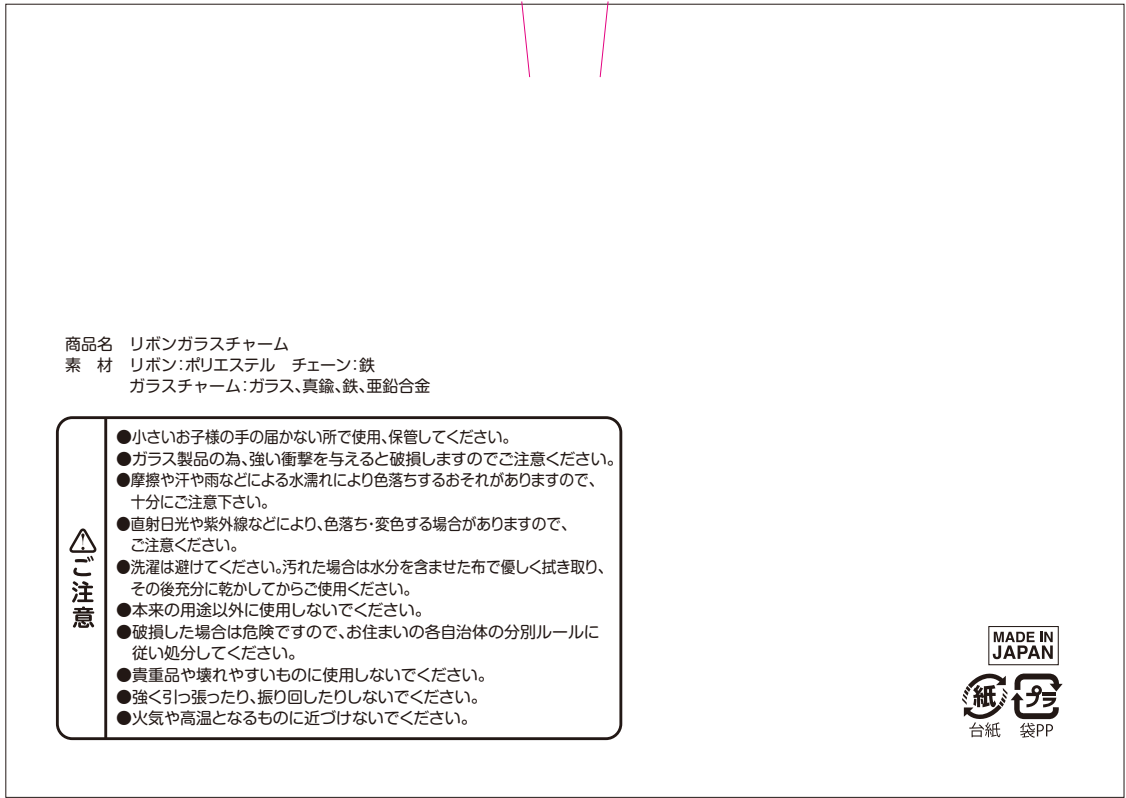 商品名　リボンガラスチャーム
素　材　リボン：ポリエステル　チェーン：鉄
ガラスチャーム：ガラス、真鍮、鉄、亜鉛合金
⚠ご注意
●小さいお子様の手の届かない所で使用、保管してください。
●ガラス製品の為、強い衝撃を与えると破損しますのでご注意ください。
●摩擦や汗や雨などによる水濡れにより色落ちするおそれがありますので、
十分にご注意下さい。
●直射日光や紫外線などにより、色落ち・変色する場合がありますので、
ご注意ください。
●洗濯は避けてください。汚れた場合は水分を含ませた布で優しく拭き取り、
その後充分に乾かしてからご使用ください。
●本来の用途以外に使用しないでください。
●破損した場合は危険ですので、お住まいの各自治体の分別ルールに
従い処分してください。
●貴重品や壊れやすいものに使用しないでください。
●強く引っ張ったり、振り回したりしないでください。
●火気や高温となるものに近づけないでください。
MADE IN
JAPAN
紙 プラ
台紙 袋PP